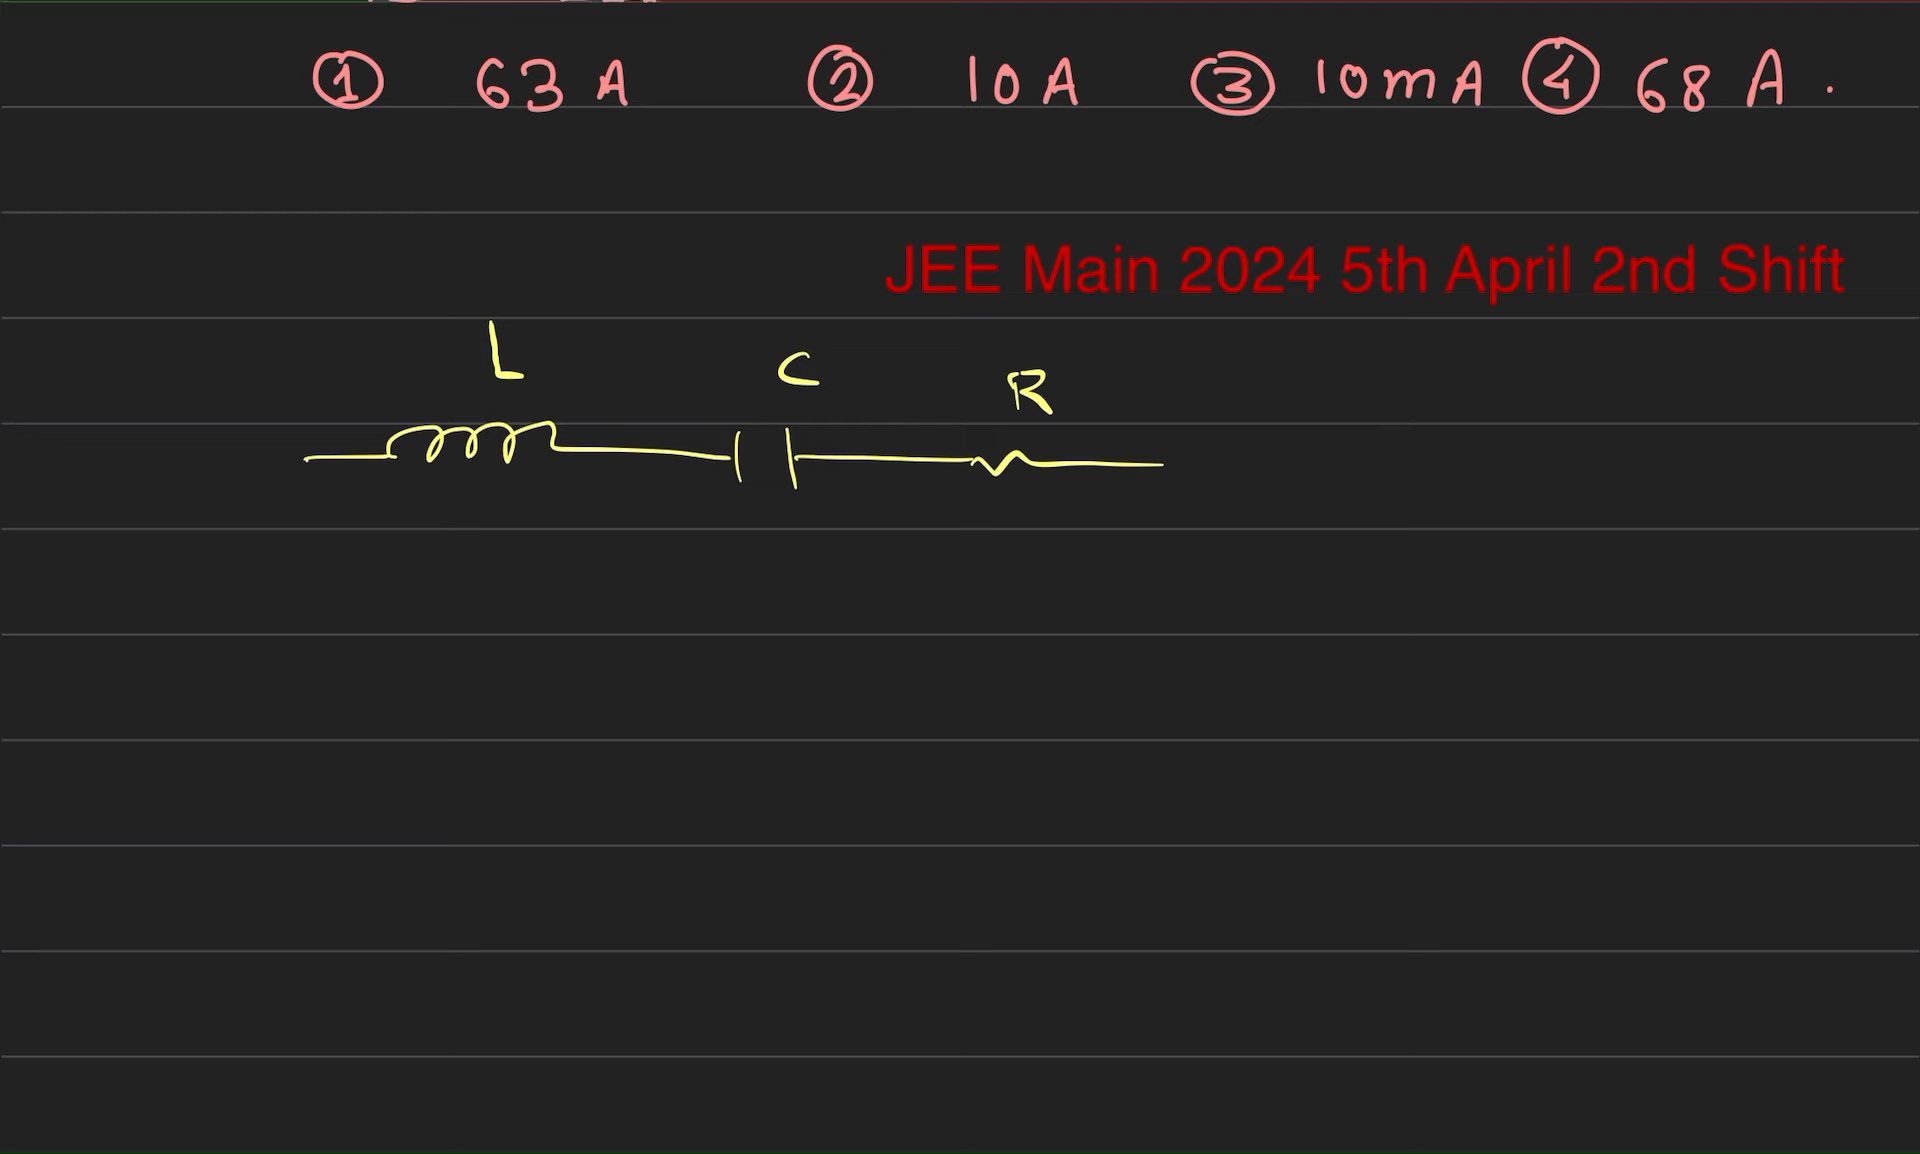 ① 63 A ② 10 A ③ 10 mA ④ 68 A .
JEE Main 2024 5th April 2nd Shift
L C R